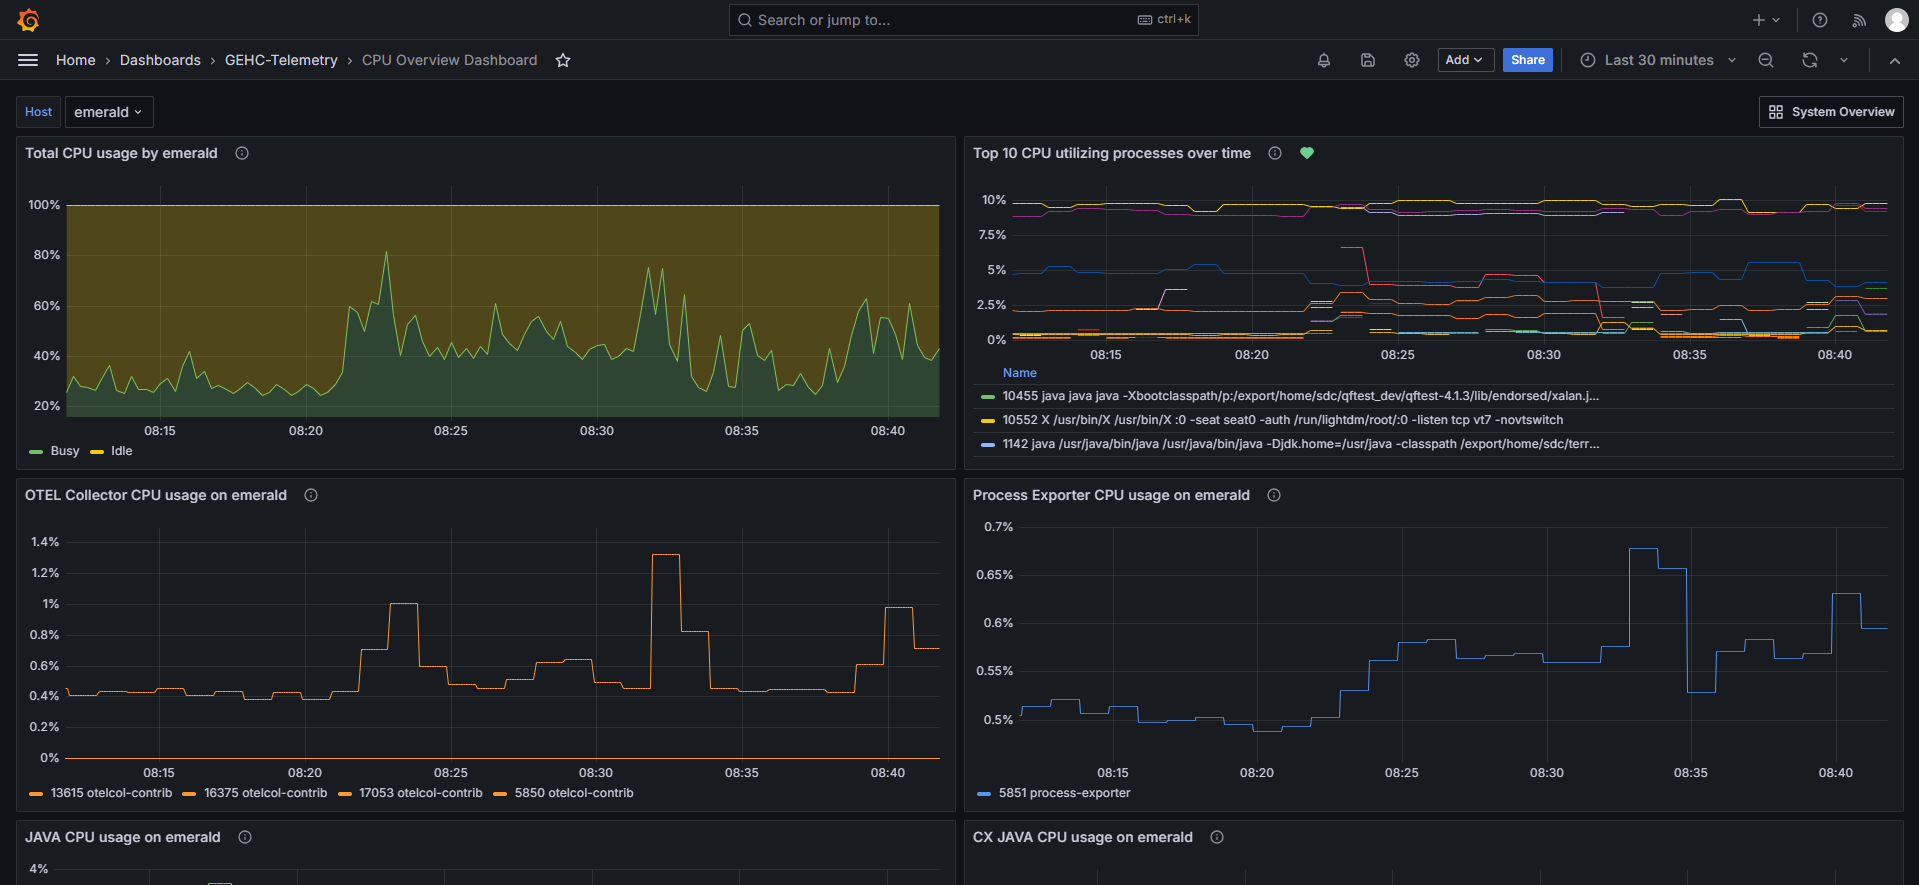 Search or jump to...
ctrl+k
Home › Dashboards › GEHC-Telemetry › CPU Overview Dashboard
Add
Share
Last 30 minutes
Host
emerald
System Overview
Total CPU usage by emerald
100%
80%
60%
40%
20%
08:15 08:20 08:25 08:30 08:35 08:40
Busy Idle
Top 10 CPU utilizing processes over time
10%
7.5%
5%
2.5%
0%
08:15 08:20 08:25 08:30 08:35 08:40
Name
10455 java java java -Xbootclasspath/p:/export/home/sdc/qftest_dev/qftest-4.1.3/lib/endorsed/xalan.j...
10552 X /usr/bin/X /usr/bin/X :0 -seat seat0 -auth /run/lightdm/root/:0 -listen tcp vt7 -novtswitch
1142 java /usr/java/bin/java /usr/java/bin/java -Djdk.home=/usr/java -classpath /export/home/sdc/terr...
OTEL Collector CPU usage on emerald
1.4%
1.2%
1%
0.8%
0.6%
0.4%
0.2%
0%
08:15 08:20 08:25 08:30 08:35 08:40
13615 otelcol-contrib 16375 otelcol-contrib 17053 otelcol-contrib 5850 otelcol-contrib
Process Exporter CPU usage on emerald
0.7%
0.65%
0.6%
0.55%
0.5%
08:15 08:20 08:25 08:30 08:35 08:40
5851 process-exporter
JAVA CPU usage on emerald
4%
CX JAVA CPU usage on emerald